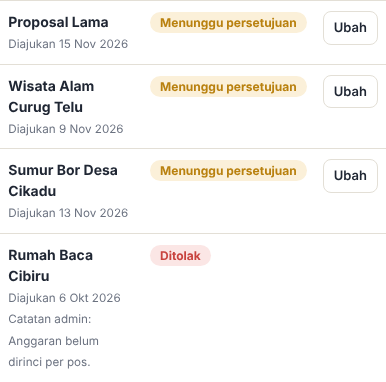 Proposal Lama
Menunggu persetujuan
Ubah
Diajukan 15 Nov 2026
Wisata Alam
Curug Telu
Menunggu persetujuan
Ubah
Diajukan 9 Nov 2026
Sumur Bor Desa
Cikadu
Menunggu persetujuan
Ubah
Diajukan 13 Nov 2026
Rumah Baca
Cibiru
Ditolak
Diajukan 6 Okt 2026
Catatan admin:
Anggaran belum
dirinci per pos.